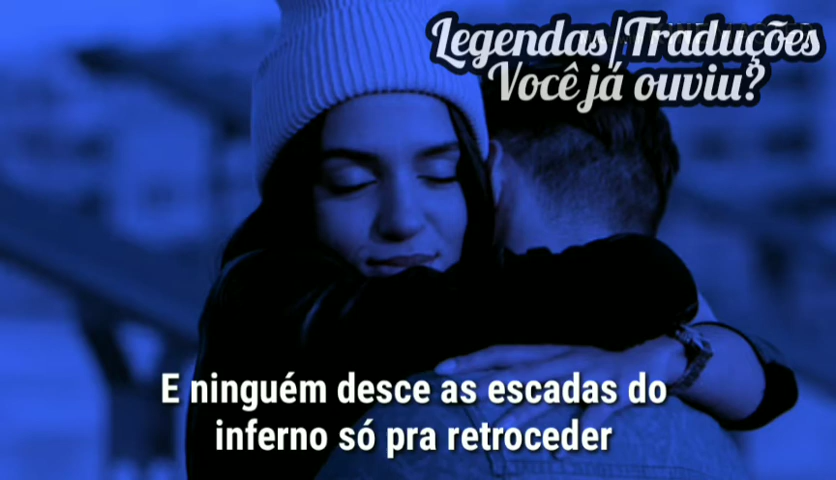 Legendas/Traduções
Você já ouviu?
E ninguém desce as escadas do
inferno só pra retroceder